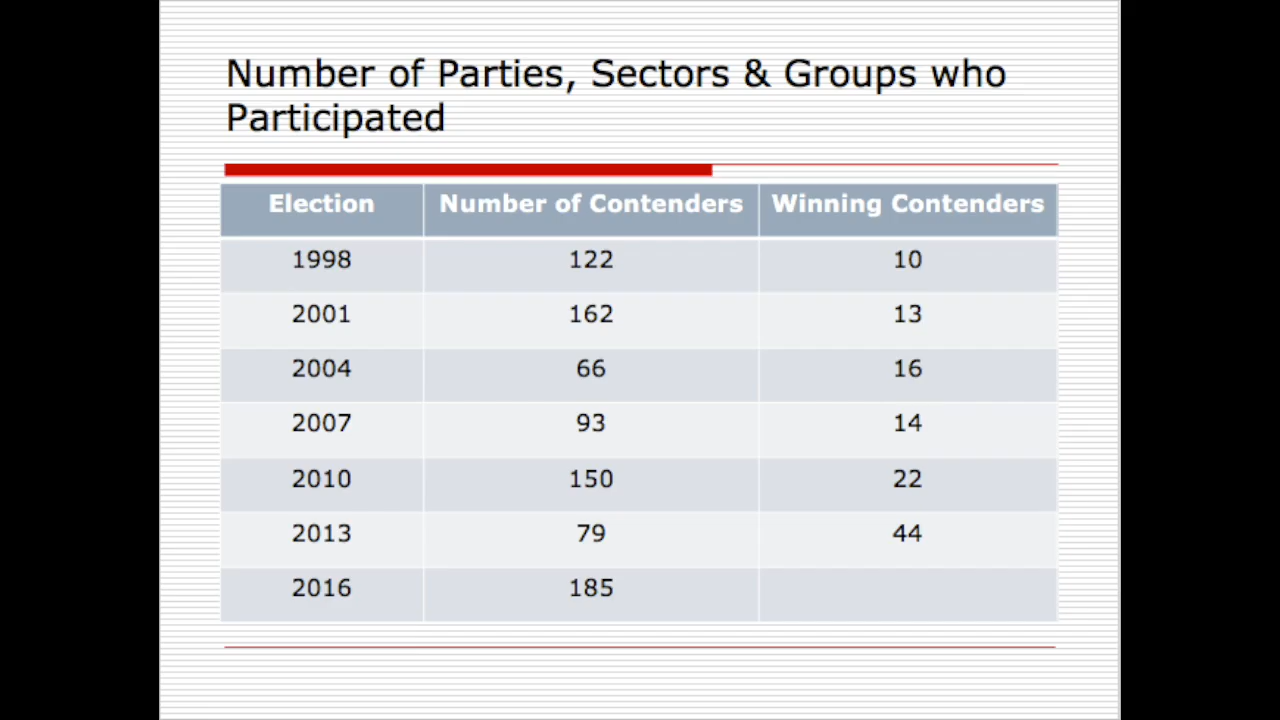 Number of Parties, Sectors & Groups who
Participated
Election Number of Contenders Winning Contenders
1998 122 10
2001 162 13
2004 66 16
2007 93 14
2010 150 22
2013 79 44
2016 185